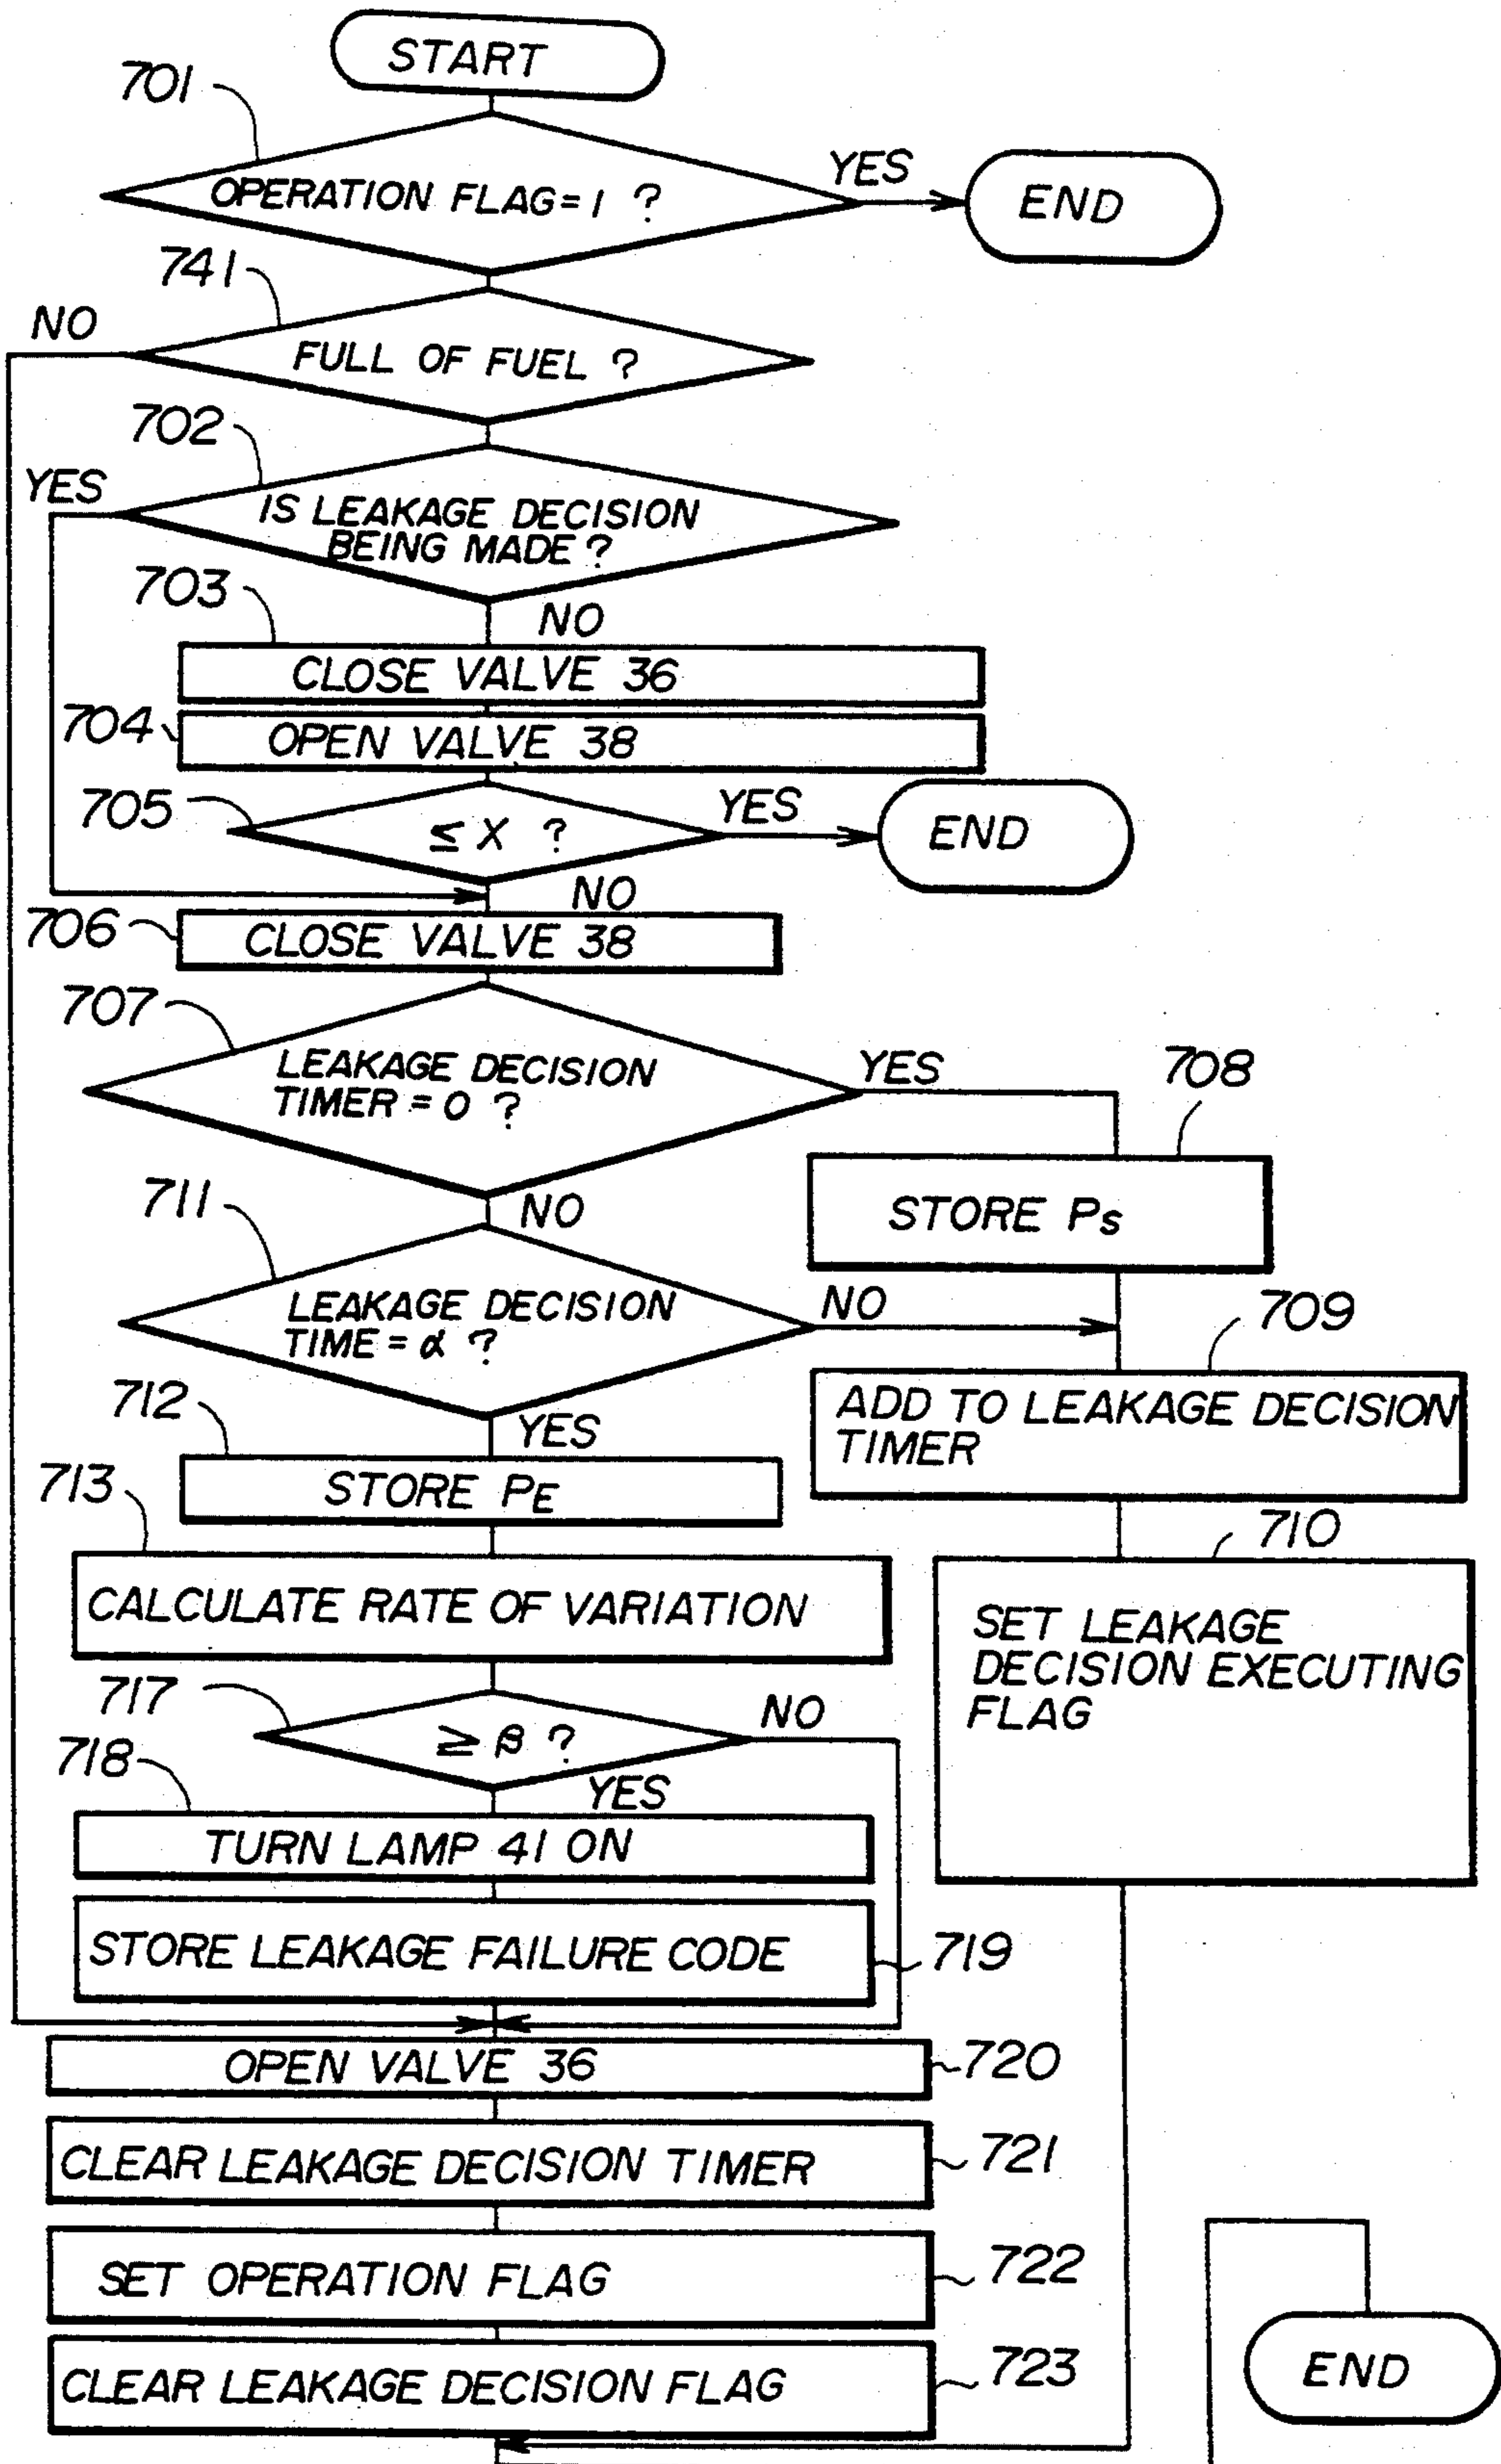 START
701
OPERATION FLAG=1 ?
YES
END
741
NO
FULL OF FUEL ?
702
YES
IS LEAKAGE DECISION
BEING MADE ?
703
NO
CLOSE VALVE 36
704
OPEN VALVE 38
705
≤ X ?
YES
END
NO
706
CLOSE VALVE 38
707
LEAKAGE DECISION
TIMER = 0 ?
YES
708
NO
STORE Ps
711
LEAKAGE DECISION
TIME = α ?
NO
709
ADD TO LEAKAGE DECISION
TIMER
712
YES
STORE PE
713
710
CALCULATE RATE OF VARIATION
SET LEAKAGE
DECISION EXECUTING
FLAG
717
≥ β ?
NO
718
YES
TURN LAMP 41 ON
STORE LEAKAGE FAILURE CODE
719
OPEN VALVE 36
720
CLEAR LEAKAGE DECISION TIMER
721
SET OPERATION FLAG
722
CLEAR LEAKAGE DECISION FLAG
723
END